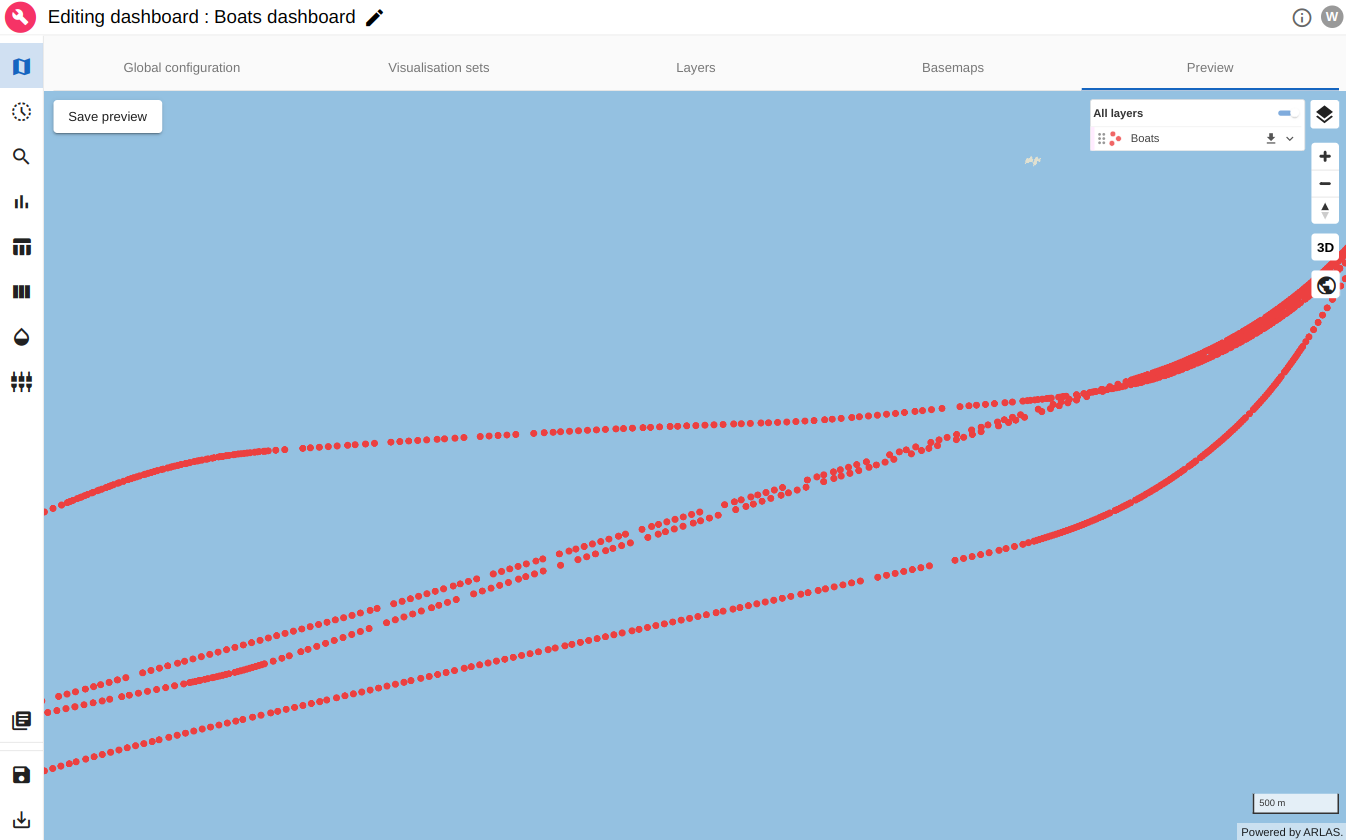 Editing dashboard : Boats dashboard
W
Global configuration
Visualisation sets
Layers
Basemaps
Preview
Save preview
All layers
Boats
3D
500 m
Powered by ARLAS.